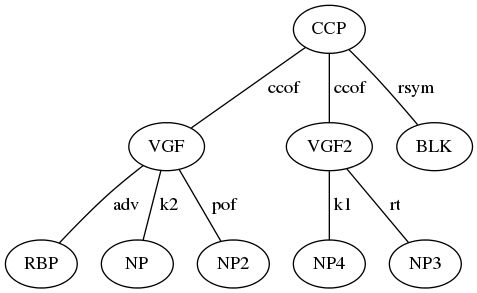 CCP
ccof ccof rsym
VGF VGF2 BLK
adv k2 pof k1 rt
RBP NP NP2 NP4 NP3